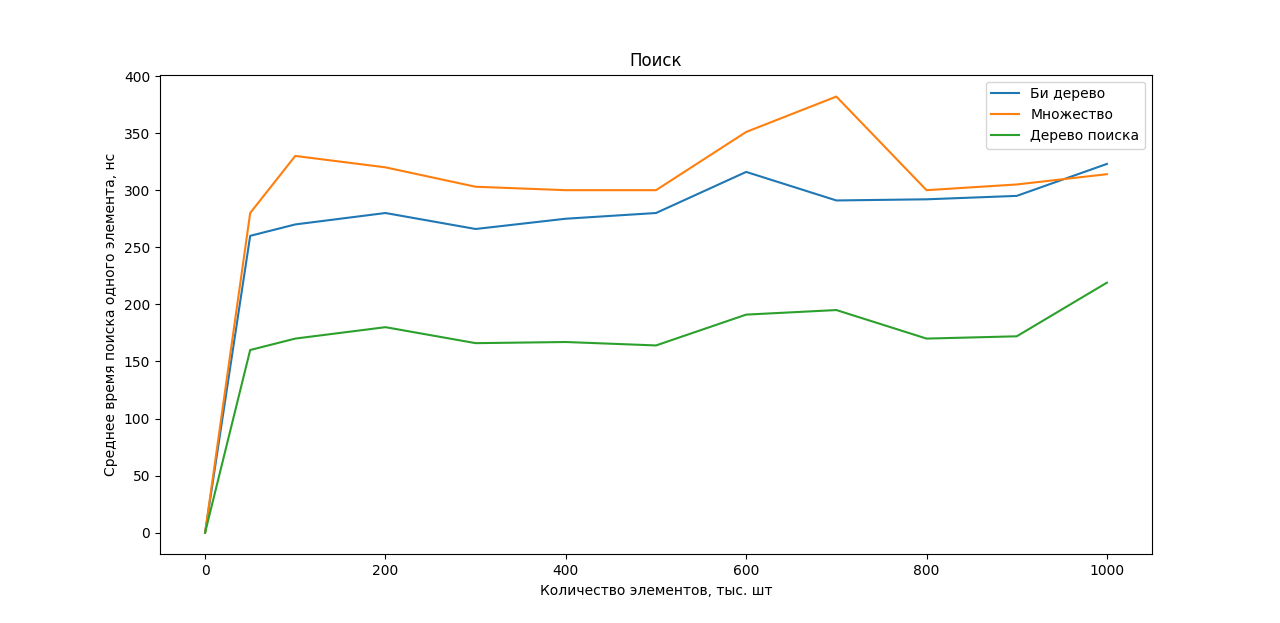 Поиск
Би дерево
Множество
Дерево поиска
Среднее время поиска одного элемента, нс
400
350
300
250
200
150
100
50
0
0 200 400 600 800 1000
Количество элементов, тыс. шт